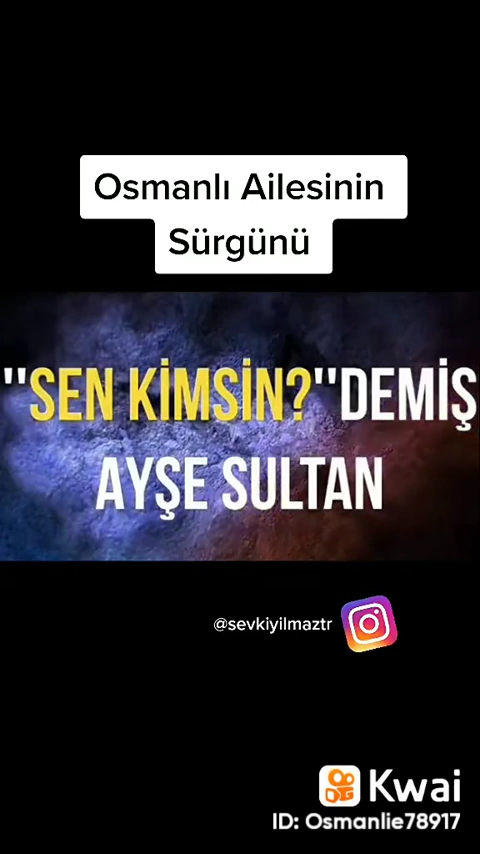 Osmanlı Ailesinin
Sürgünü
"SEN KİMSİN?"DEMİŞ
AYŞE SULTAN
@sevkiyilmaztr
Kwai
ID: Osmanlie78917